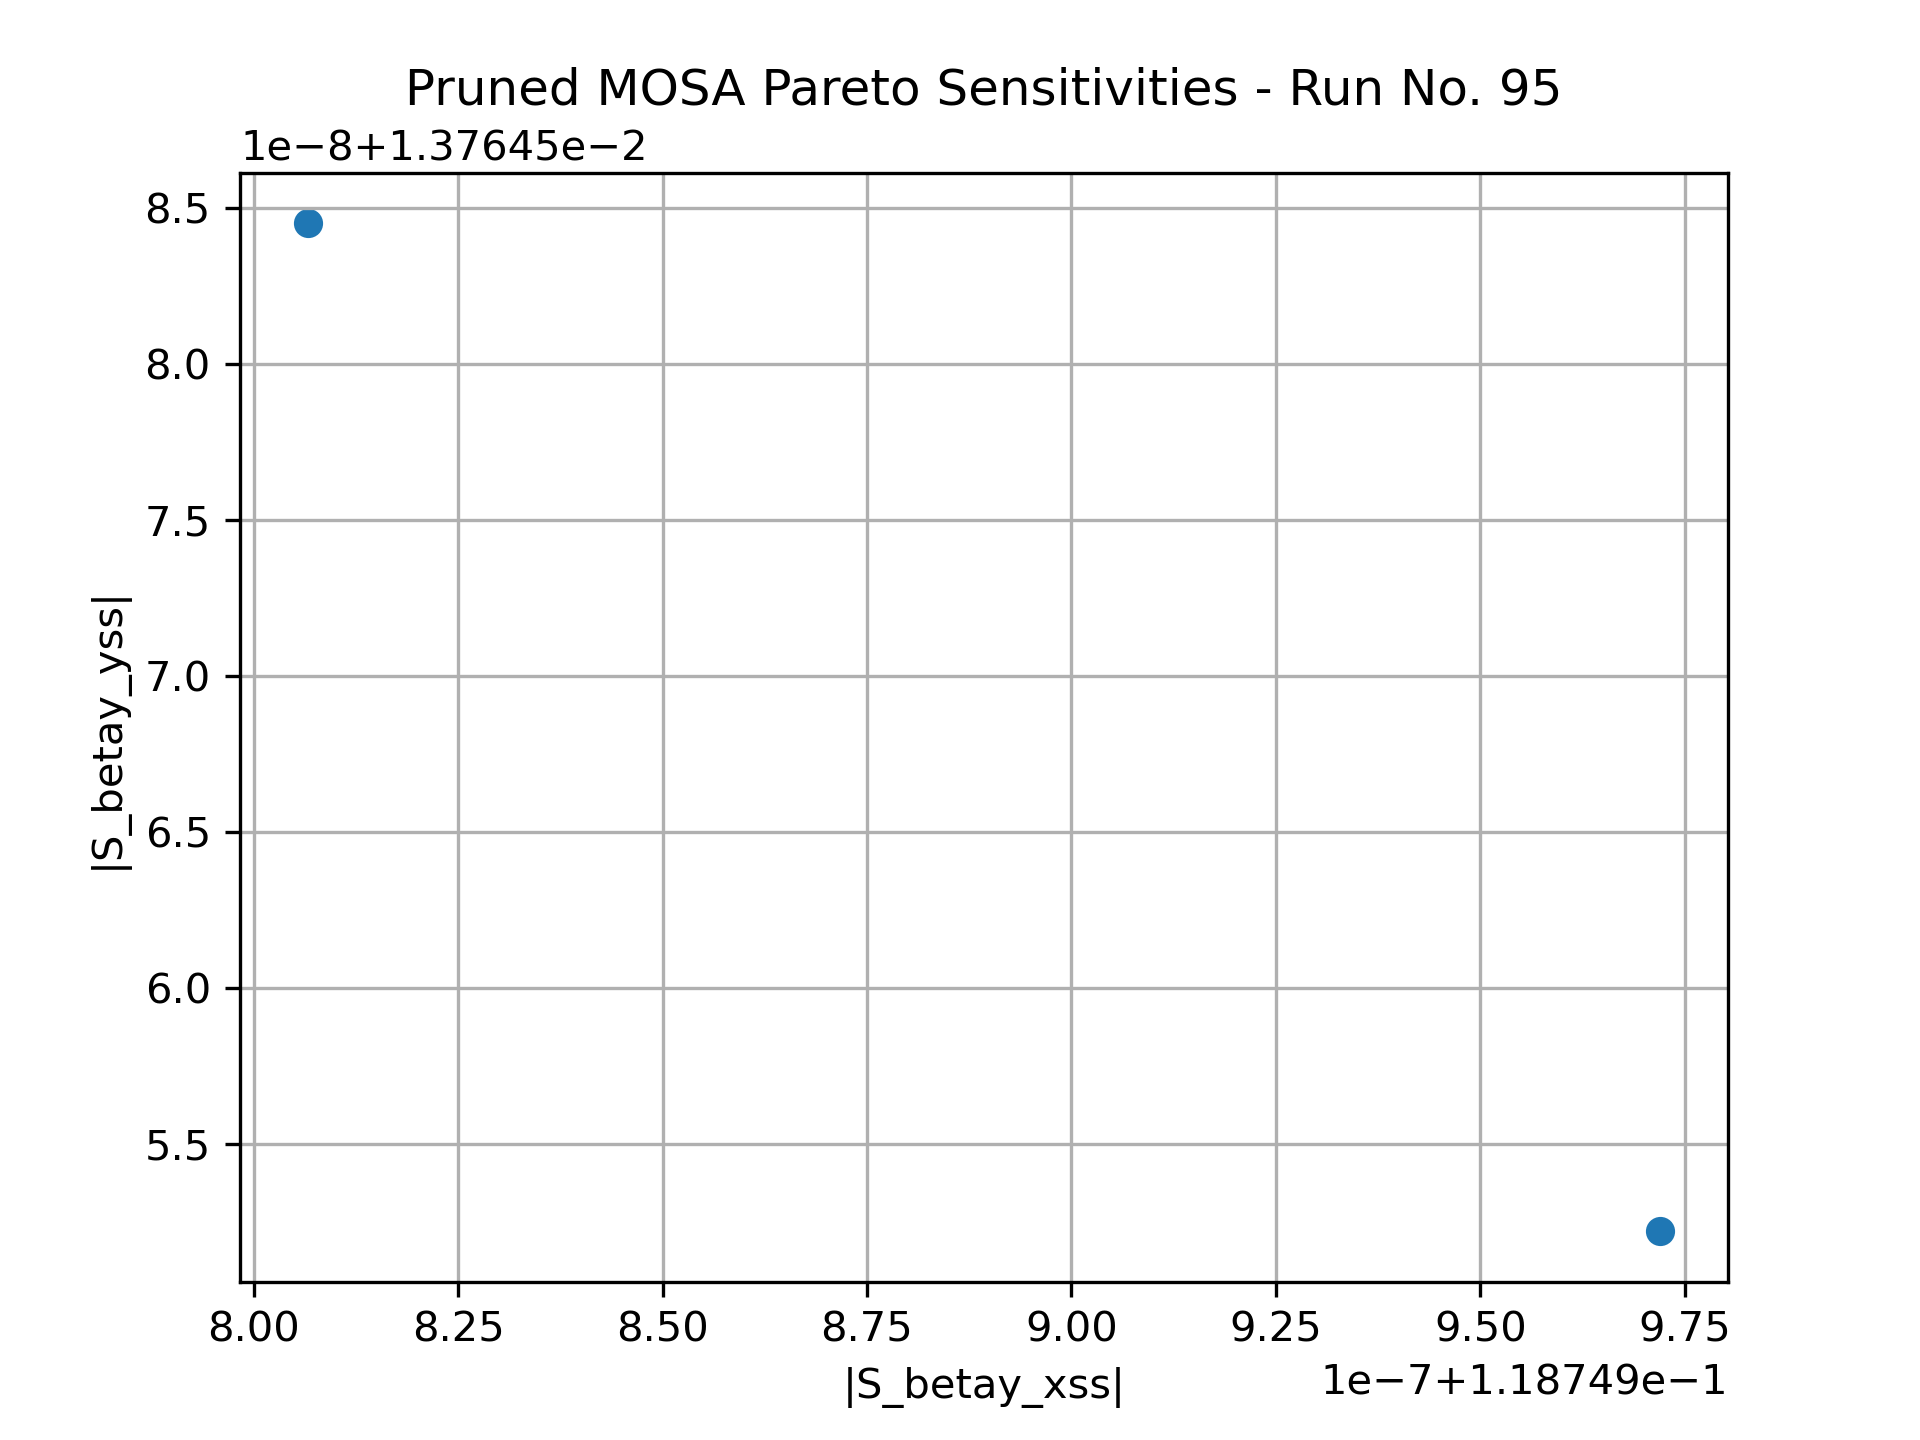 Pruned MOSA Pareto Sensitivities - Run No. 95
1e−8+1.37645e−2
8.5
8.0
7.5
7.0
6.5
6.0
5.5
|S_betay_yss|
8.00 8.25 8.50 8.75 9.00 9.25 9.50 9.75
|S_betay_xss|
1e−7+1.18749e−1